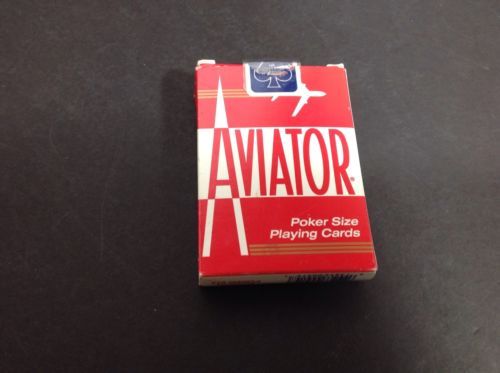 AVIATOR®
Poker Size
Playing Cards